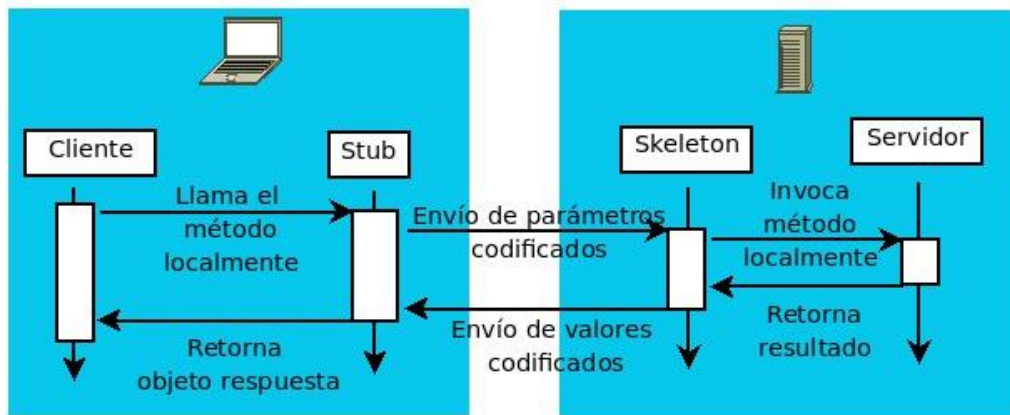 Cliente
Stub
Skeleton
Servidor
Llama el
método
localmente
Envío de parámetros
codificados
Invoca
método
localmente
Retorna
objeto respuesta
Envío de valores
codificados
Retorna
resultado